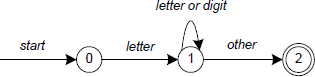 letter or digit
start letter other
0 1 2